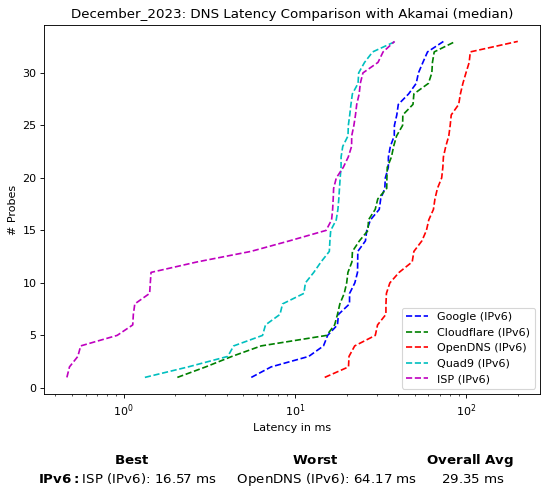 December_2023: DNS Latency Comparison with Akamai (median)
# Probes
30
25
20
15
10
5
0
Google (IPv6)
Cloudflare (IPv6)
OpenDNS (IPv6)
Quad9 (IPv6)
ISP (IPv6)
10⁰ 10¹ 10²
Latency in ms
Best Worst Overall Avg
IPv6: ISP (IPv6): 16.57 ms OpenDNS (IPv6): 64.17 ms 29.35 ms